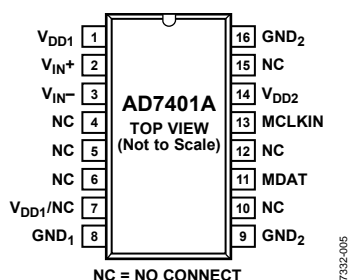 VDD1 1
VIN+ 2
VIN– 3
NC 4
NC 5
NC 6
VDD1/NC 7
GND1 8
AD7401A
TOP VIEW
(Not to Scale)
16 GND2
15 NC
14 VDD2
13 MCLKIN
12 NC
11 MDAT
10 NC
9 GND2
NC = NO CONNECT
7332-005